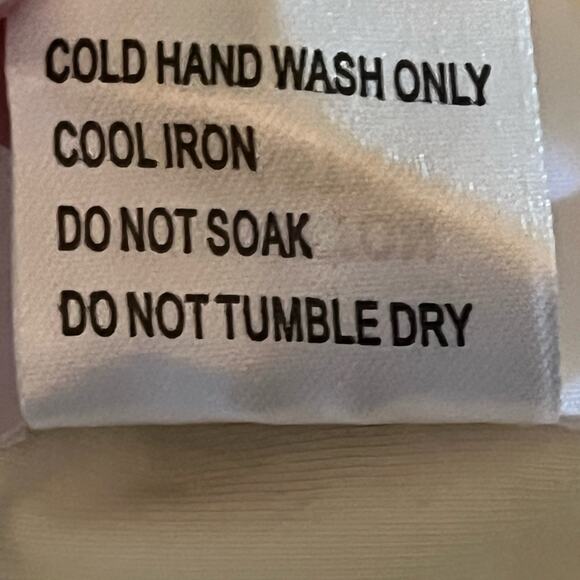 COLD HAND WASH ONLY
COOL IRON
DO NOT SOAK
DO NOT TUMBLE DRY